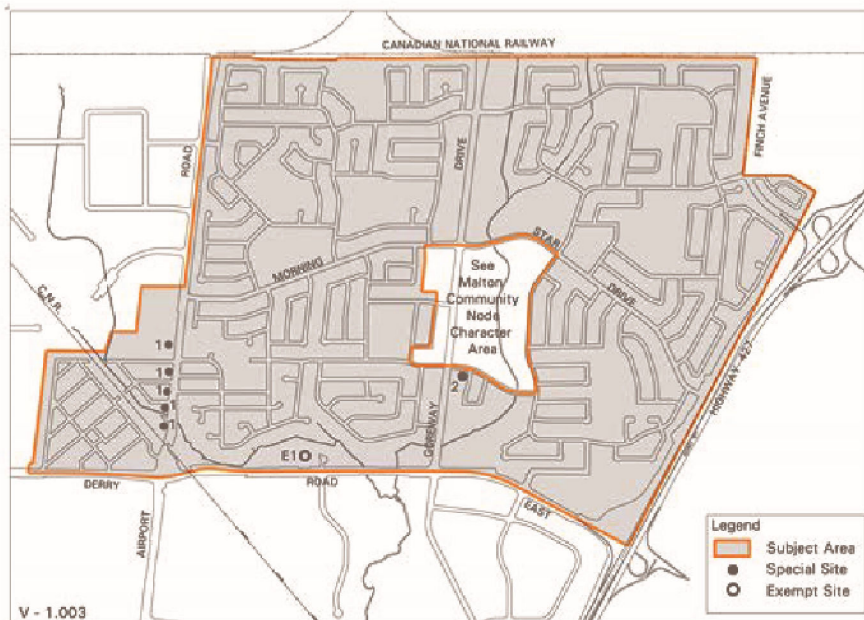 CANADIAN NATIONAL RAILWAY
FINCH AVENUE
ROAD
DRIVE
STAR
MORNING
See
Malton
Community
Node
Character
Area
DRIVE
C.N.R.
HIGHWAY 427
1
1
1
1
1
2
GOREWAY
E1
DERRY
ROAD
EAST
AIRPORT
Legend
Subject Area
Special Site
Exempt Site
V - 1.003